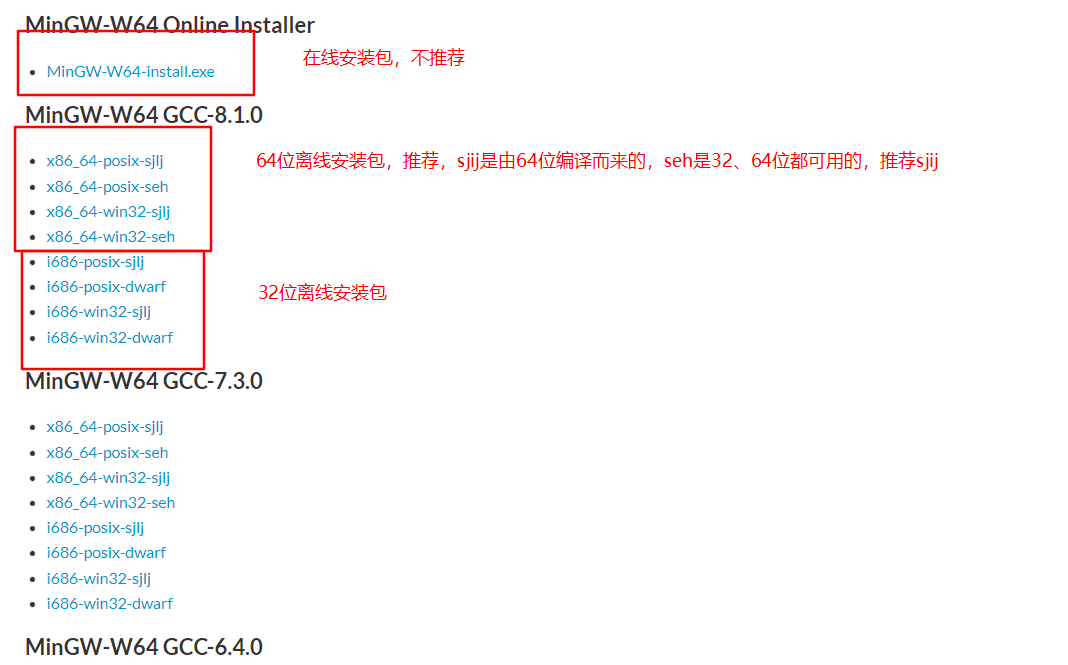 MinGW-W64 Online Installer
在线安装包，不推荐
MinGW-W64-install.exe
MinGW-W64 GCC-8.1.0
x86_64-posix-sjlj
64位离线安装包，推荐，sjij是由64位编译而来的，seh是32、64位都可用的，推荐sjij
x86_64-posix-seh
x86_64-win32-sjlj
x86_64-win32-seh
i686-posix-sjlj
i686-posix-dwarf
32位离线安装包
i686-win32-sjlj
i686-win32-dwarf
MinGW-W64 GCC-7.3.0
x86_64-posix-sjlj
x86_64-posix-seh
x86_64-win32-sjlj
x86_64-win32-seh
i686-posix-sjlj
i686-posix-dwarf
i686-win32-sjlj
i686-win32-dwarf
MinGW-W64 GCC-6.4.0